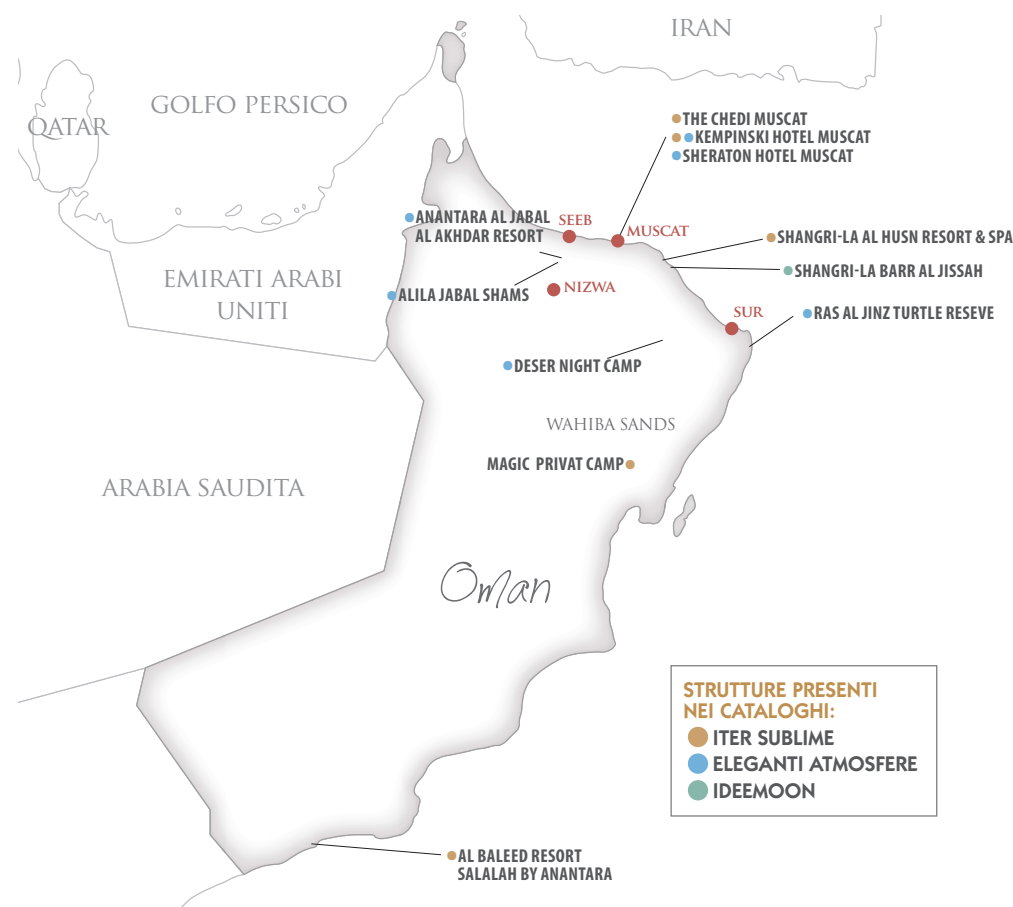 IRAN
GOLFO PERSICO
QATAR
THE CHEDI MUSCAT
KEMPINSKI HOTEL MUSCAT
SHERATON HOTEL MUSCAT
ANANTARA AL JABAL
AL AKHDAR RESORT
SEEB
MUSCAT
SHANGRI-LA AL HUSN RESORT & SPA
SHANGRI-LA BARR AL JISSAH
EMIRATI ARABI
UNITI
ALILA JABAL SHAMS
NIZWA
SUR
RAS AL JINZ TURTLE RESEVE
DESER NIGHT CAMP
WAHIBA SANDS
MAGIC PRIVAT CAMP
ARABIA SAUDITA
Oman
STRUTTURE PRESENTI
NEI CATALOGHI:
ITER SUBLIME
ELEGANTI ATMOSFERE
IDEEMOON
AL BALEED RESORT
SALALAH BY ANANTARA